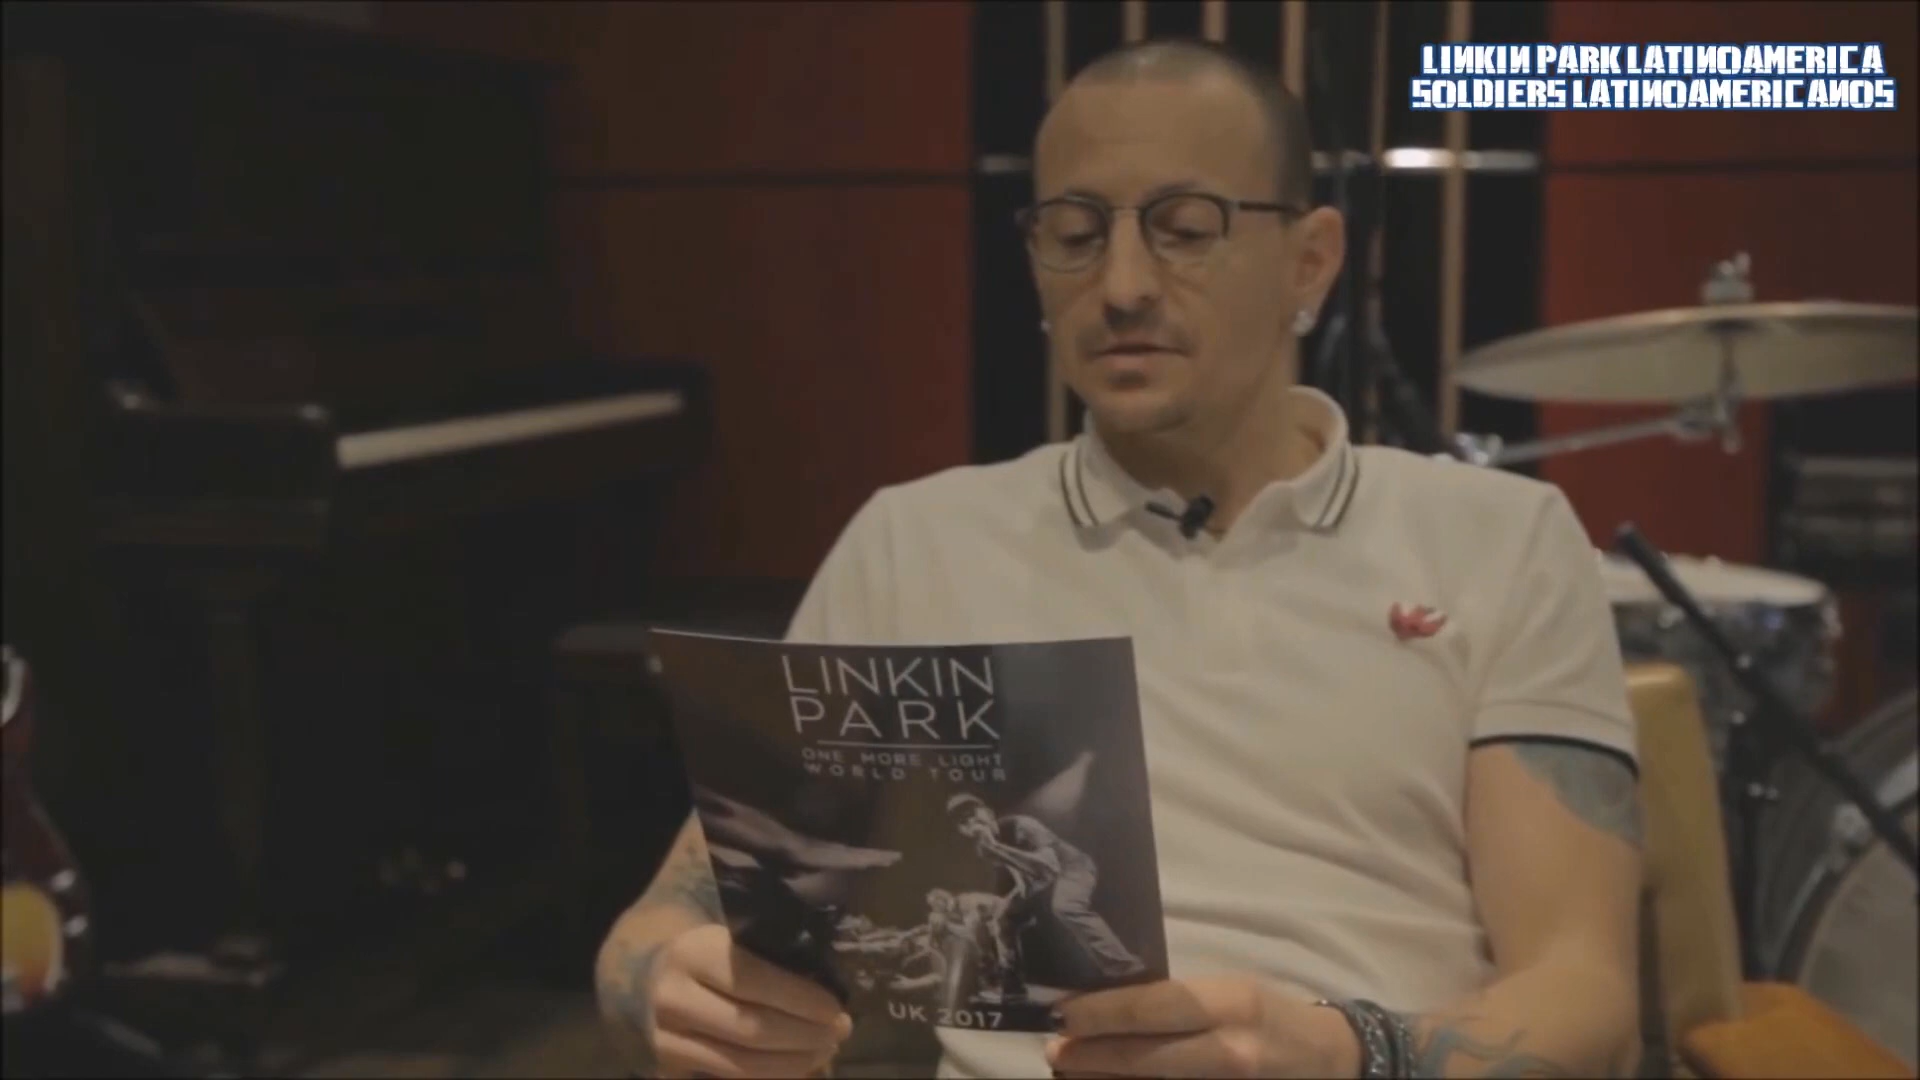 LINKIN PARK LATINOAMERICA
SOLDIERS LATINOAMERICANOS
LINKIN
PARK
ONE MORE LIGHT
WORLD TOUR
UK 2017